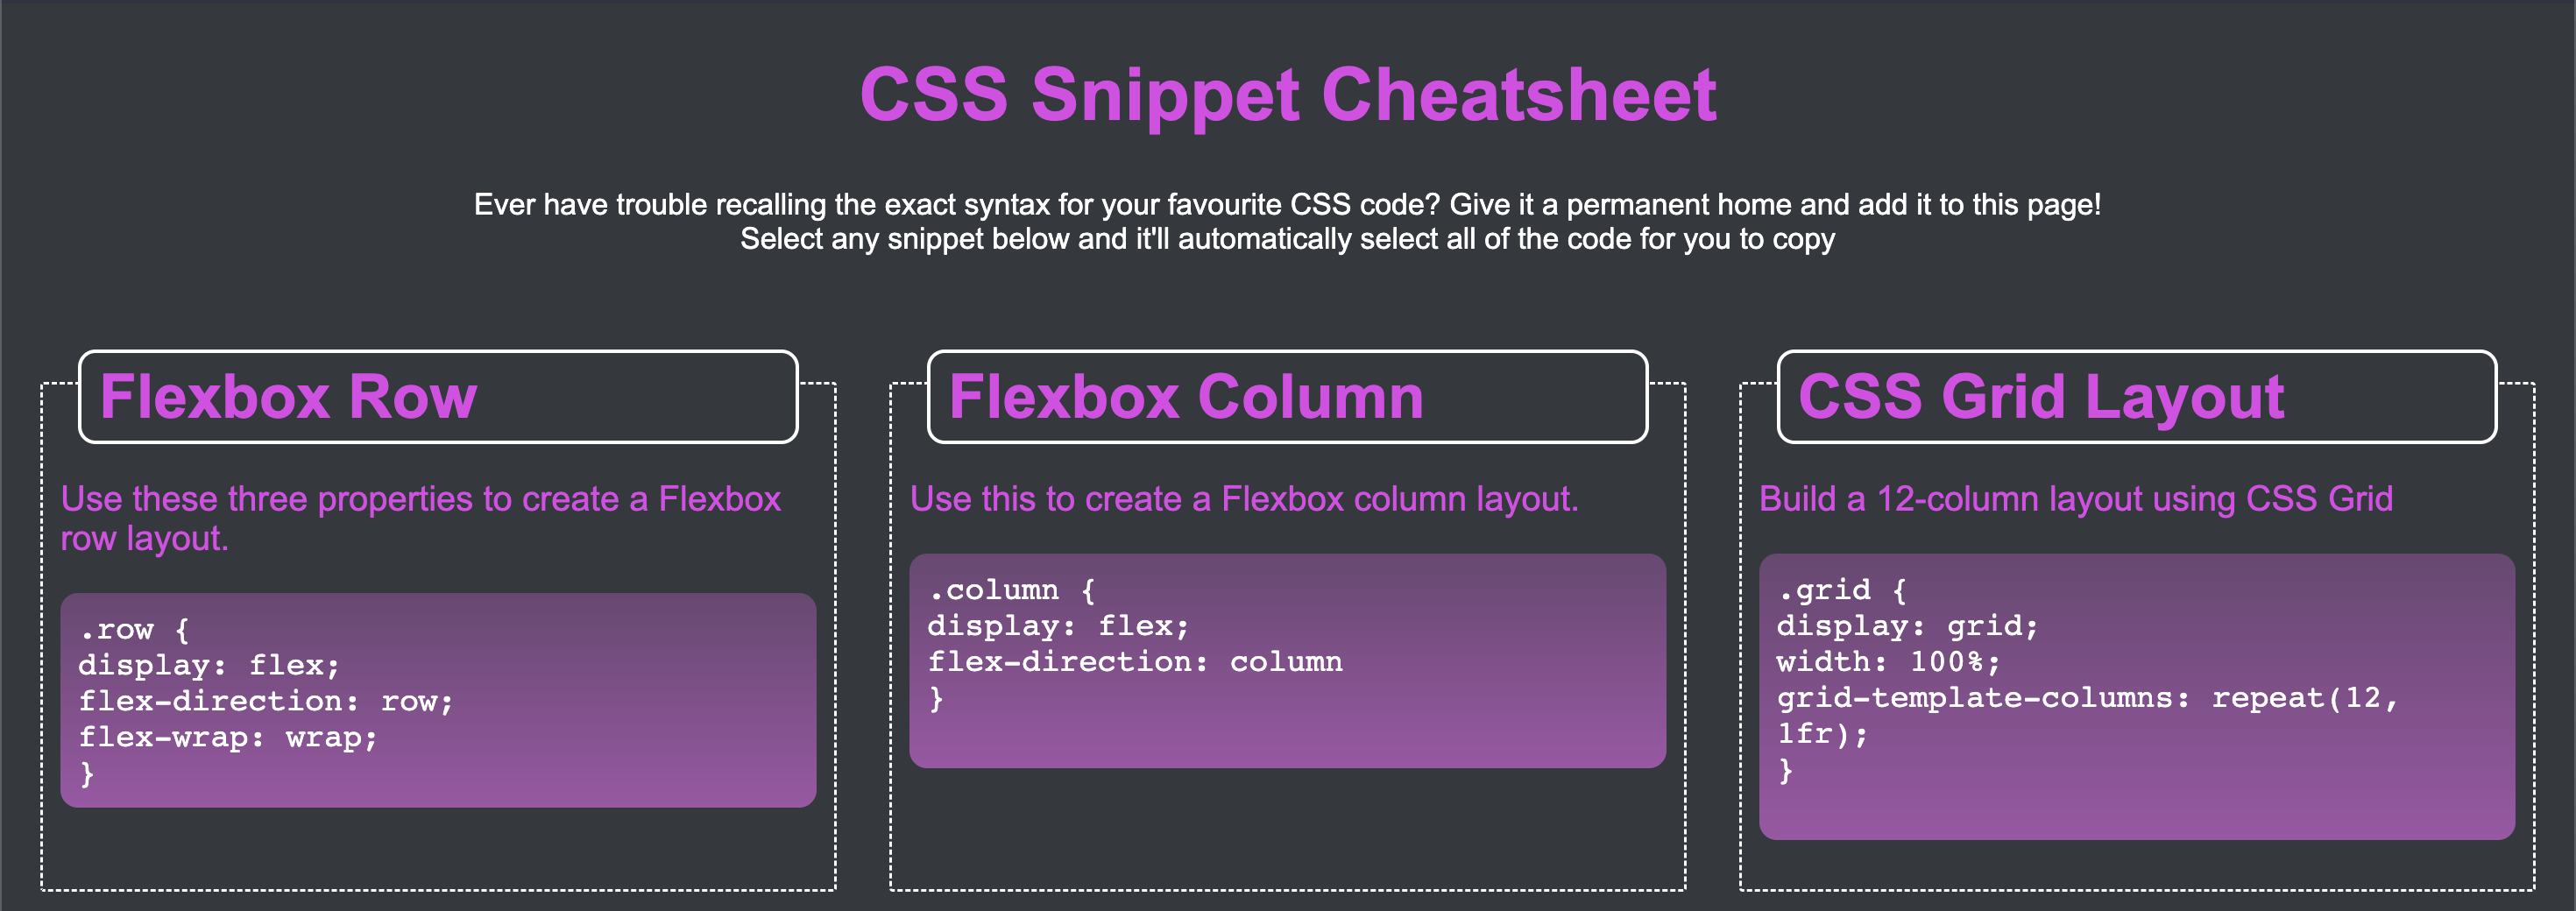 CSS Snippet Cheatsheet
Ever have trouble recalling the exact syntax for your favourite CSS code? Give it a permanent home and add it to this page!
Select any snippet below and it'll automatically select all of the code for you to copy
Flexbox Row
Use these three properties to create a Flexbox
row layout.
.row {
display: flex;
flex-direction: row;
flex-wrap: wrap;
}
Flexbox Column
Use this to create a Flexbox column layout.
.column {
display: flex;
flex-direction: column
}
CSS Grid Layout
Build a 12-column layout using CSS Grid
.grid {
display: grid;
width: 100%;
grid-template-columns: repeat(12,
1fr);
}